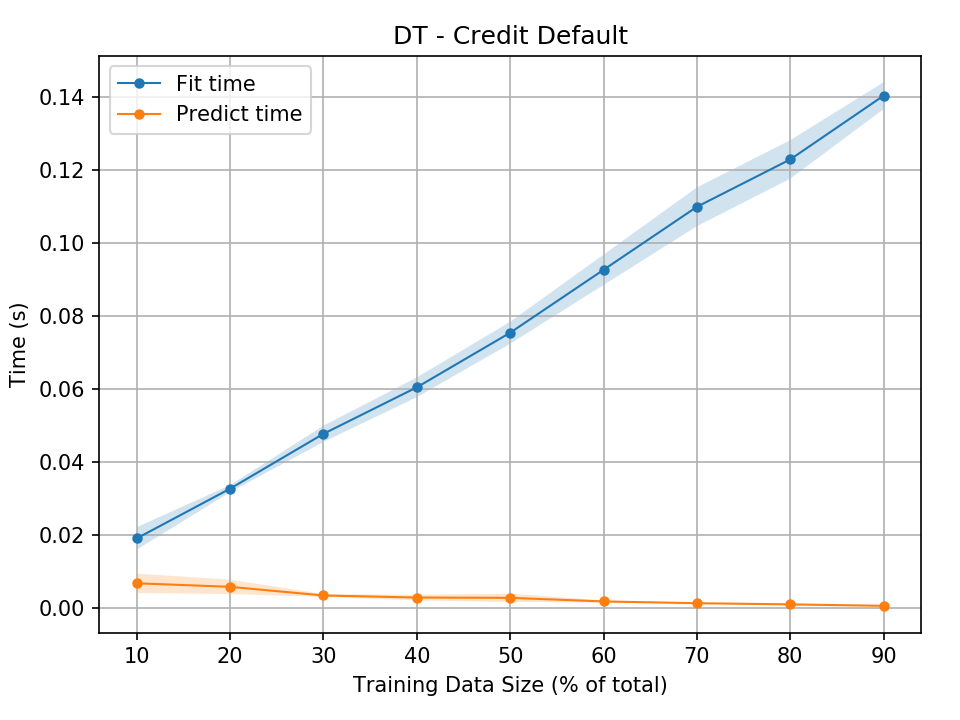 DT - Credit Default
Fit time
Predict time
0.14
0.12
0.10
0.08
0.06
0.04
0.02
0.00
Time (s)
10 20 30 40 50 60 70 80 90
Training Data Size (% of total)